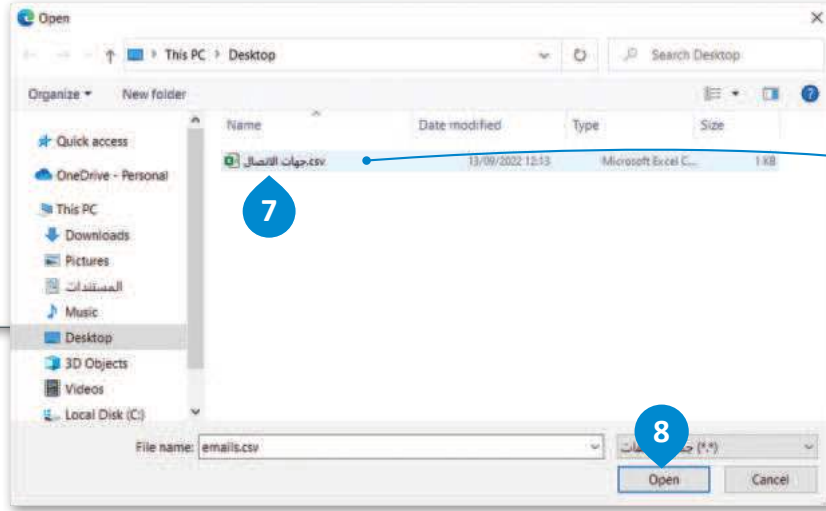 Open
This PC > Desktop
Search Desktop
Organize New folder
Name Date modified Type Size
جهات الاتصال.csv 13/09/2022 12:13 Microsoft Excel C... 1 KB
7
Quick access
OneDrive - Personal
This PC
Downloads
Pictures
المستندات
Music
Desktop
3D Objects
Videos
Local Disk (C:)
8
File name: emails.csv (*.*)
Open Cancel